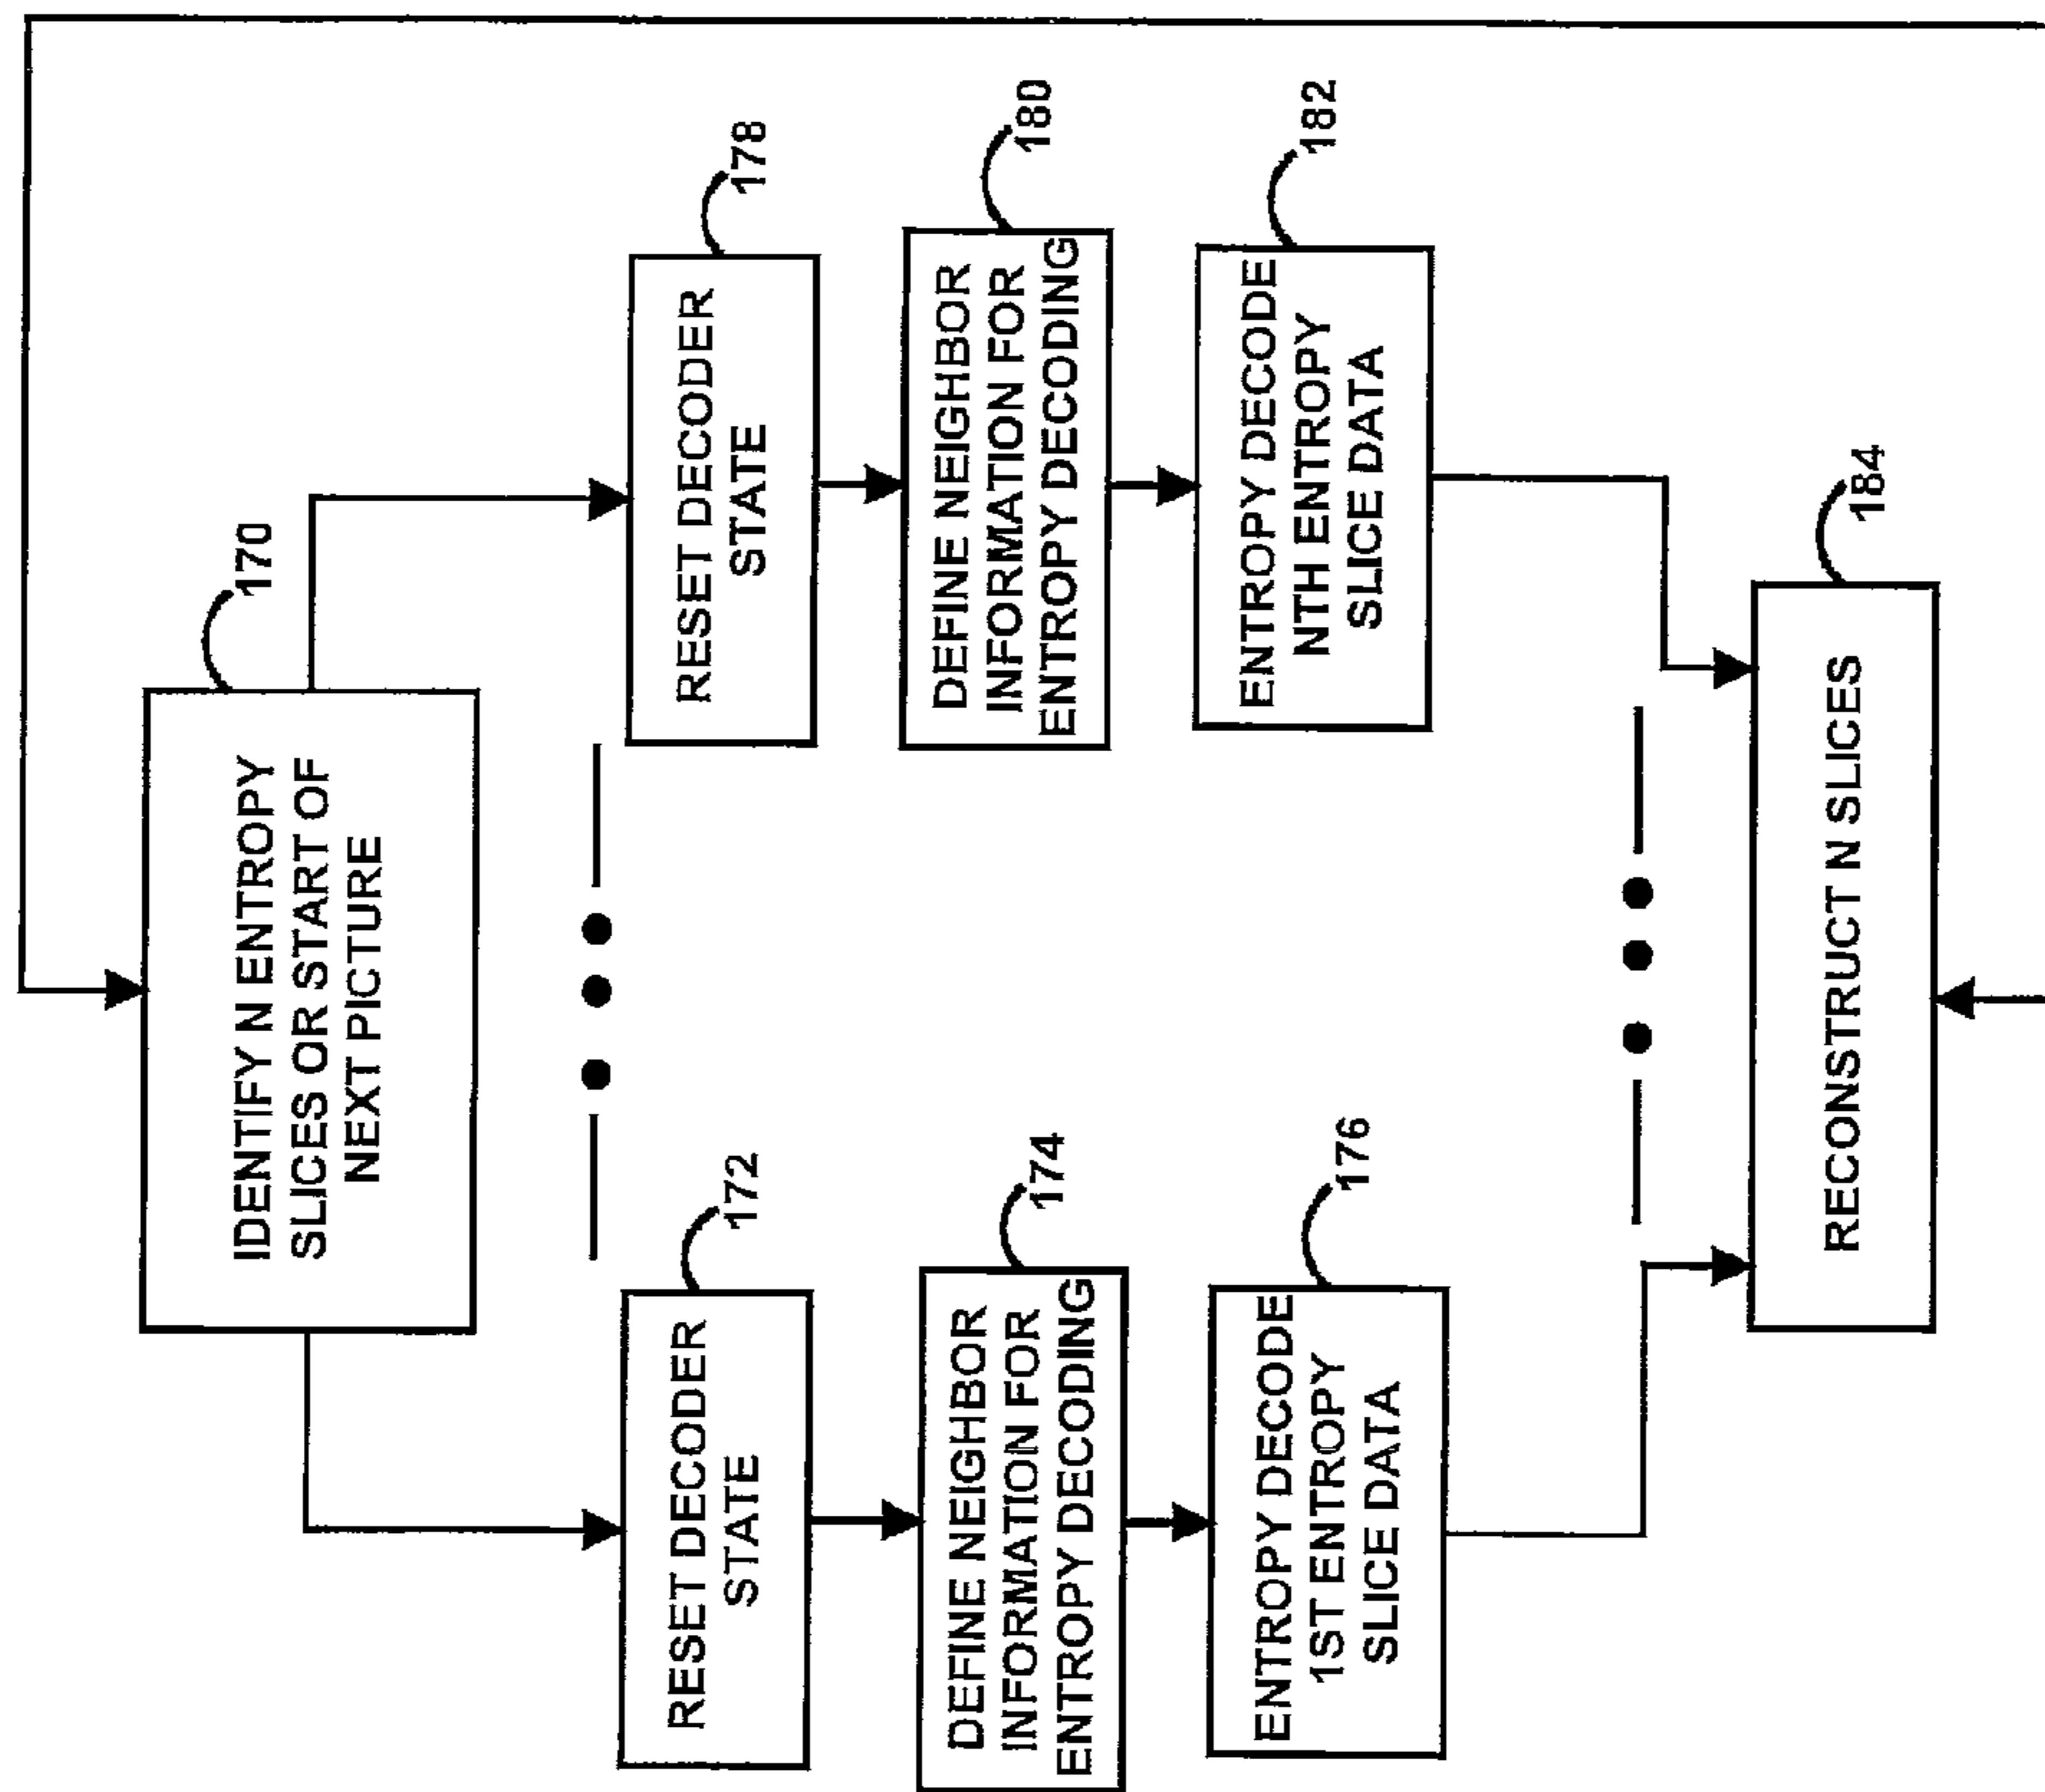 170
IDENTIFY N ENTROPY
SLICES OR START OF
NEXT PICTURE
172
RESET DECODER
STATE
174
DEFINE NEIGHBOR
INFORMATION FOR
ENTROPY DECODING
176
ENTROPY DECODE
1ST ENTROPY
SLICE DATA
178
RESET DECODER
STATE
180
DEFINE NEIGHBOR
INFORMATION FOR
ENTROPY DECODING
182
ENTROPY DECODE
NTH ENTROPY
SLICE DATA
184
RECONSTRUCT N SLICES